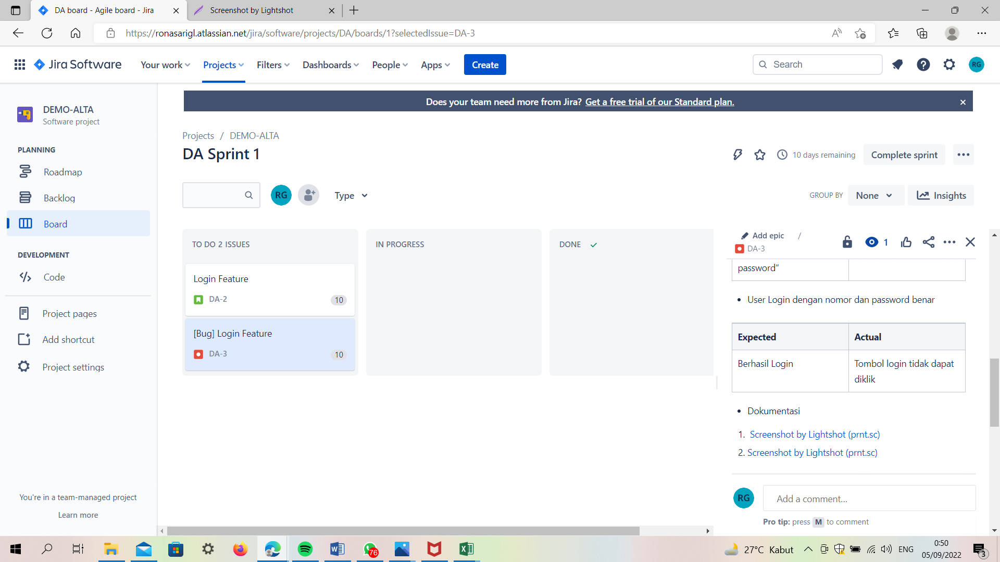 DA board - Agile board - Jira
Screenshot by Lightshot
https://ronasarigl.atlassian.net/jira/software/projects/DA/boards/1?selectedIssue=DA-3
Jira Software
Your work
Projects
Filters
Dashboards
People
Apps
Create
Search
RG
Does your team need more from Jira? Get a free trial of our Standard plan.
DEMO-ALTA
Software project
PLANNING
Roadmap
Backlog
Board
DEVELOPMENT
Code
Project pages
Add shortcut
Project settings
You're in a team-managed project
Learn more
Projects / DEMO-ALTA
DA Sprint 1
10 days remaining
Complete sprint
RG
Type
GROUP BY
None
Insights
TO DO 2 ISSUES
Login Feature
DA-2
10
[Bug] Login Feature
DA-3
10
IN PROGRESS
DONE
Add epic /
DA-3
1
password“
• User Login dengan nomor dan password benar
Expected Actual
Berhasil Login Tombol login tidak dapat
diklik
• Dokumentasi
1. Screenshot by Lightshot (prnt.sc)
2. Screenshot by Lightshot (prnt.sc)
RG
Add a comment...
Pro tip: press M to comment
76
27°C Kabut
ENG
0:50
05/09/2022
3